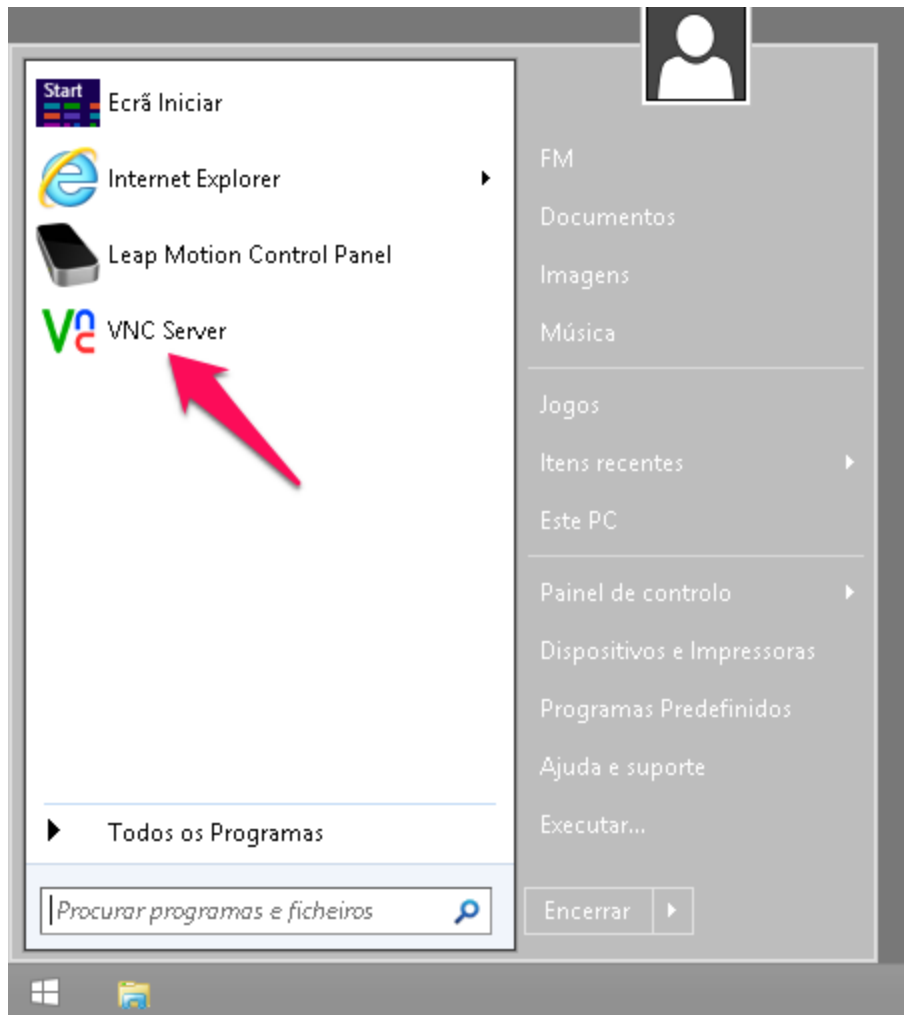 Start
Ecrã Iniciar
Internet Explorer
Leap Motion Control Panel
VNC Server
Todos os Programas
Procurar programas e ficheiros
FM
Documentos
Imagens
Música
Jogos
Itens recentes
Este PC
Painel de controlo
Dispositivos e Impressoras
Programas Predefinidos
Ajuda e suporte
Executar...
Encerrar